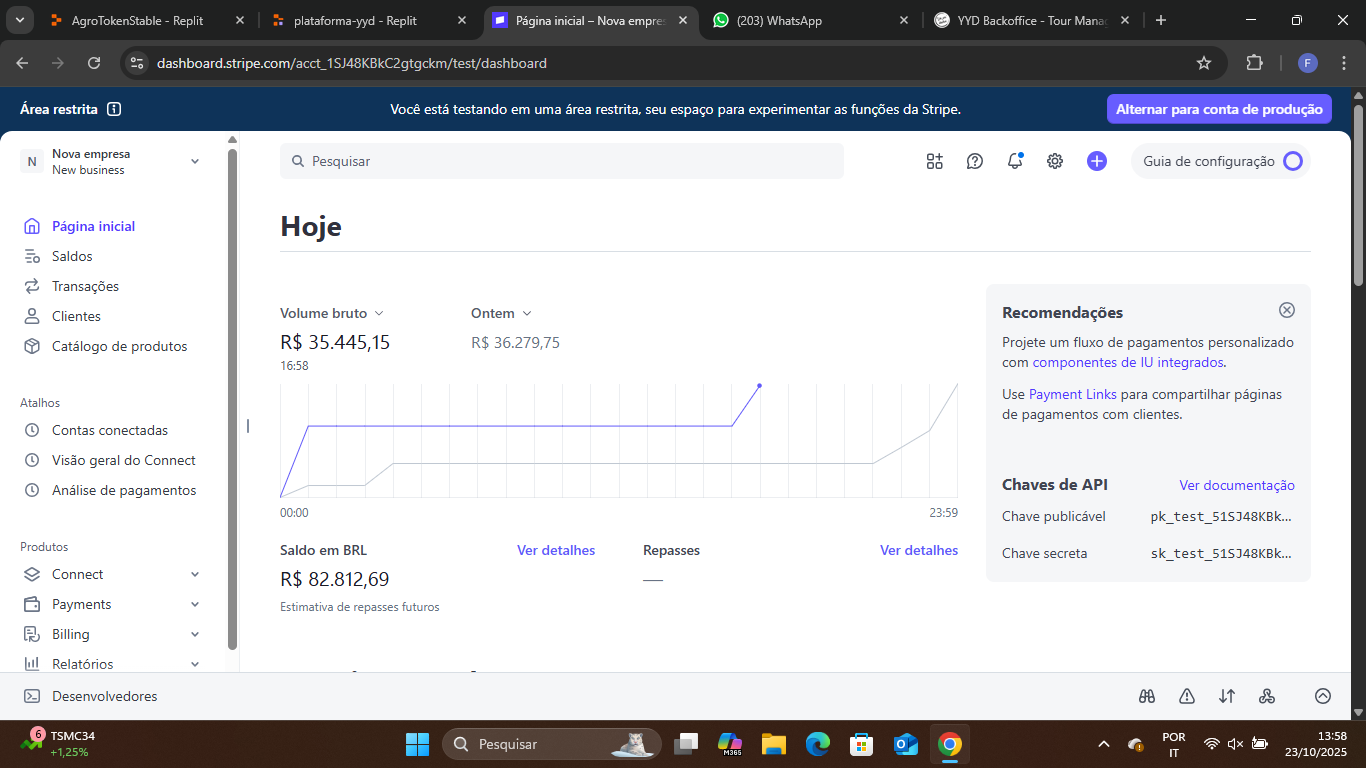 AgroTokenStable - Replit
plataforma-yyd - Replit
Página inicial – Nova empres
(203) WhatsApp
YYD Backoffice - Tour Mana
dashboard.stripe.com/acct_1SJ48KBkC2gtgckm/test/dashboard
F
Área restrita
Você está testando em uma área restrita, seu espaço para experimentar as funções da Stripe.
Alternar para conta de produção
N
Nova empresa
New business
Pesquisar
Guia de configuração
Página inicial
Saldos
Transações
Clientes
Catálogo de produtos
Atalhos
Contas conectadas
Visão geral do Connect
Análise de pagamentos
Produtos
Connect
Payments
Billing
Relatórios
Desenvolvedores
Hoje
Volume bruto
R$ 35.445,15
16:58
Ontem
R$ 36.279,75
00:00
23:59
Saldo em BRL
Ver detalhes
R$ 82.812,69
Estimativa de repasses futuros
Repasses
Ver detalhes
—
Recomendações
Projete um fluxo de pagamentos personalizado
com componentes de IU integrados.
Use Payment Links para compartilhar páginas
de pagamentos com clientes.
Chaves de API
Ver documentação
Chave publicável
pk_test_51SJ48KBk…
Chave secreta
sk_test_51SJ48KBk…
6
TSMC34
+1,25%
Pesquisar
M365
POR
IT
13:58
23/10/2025